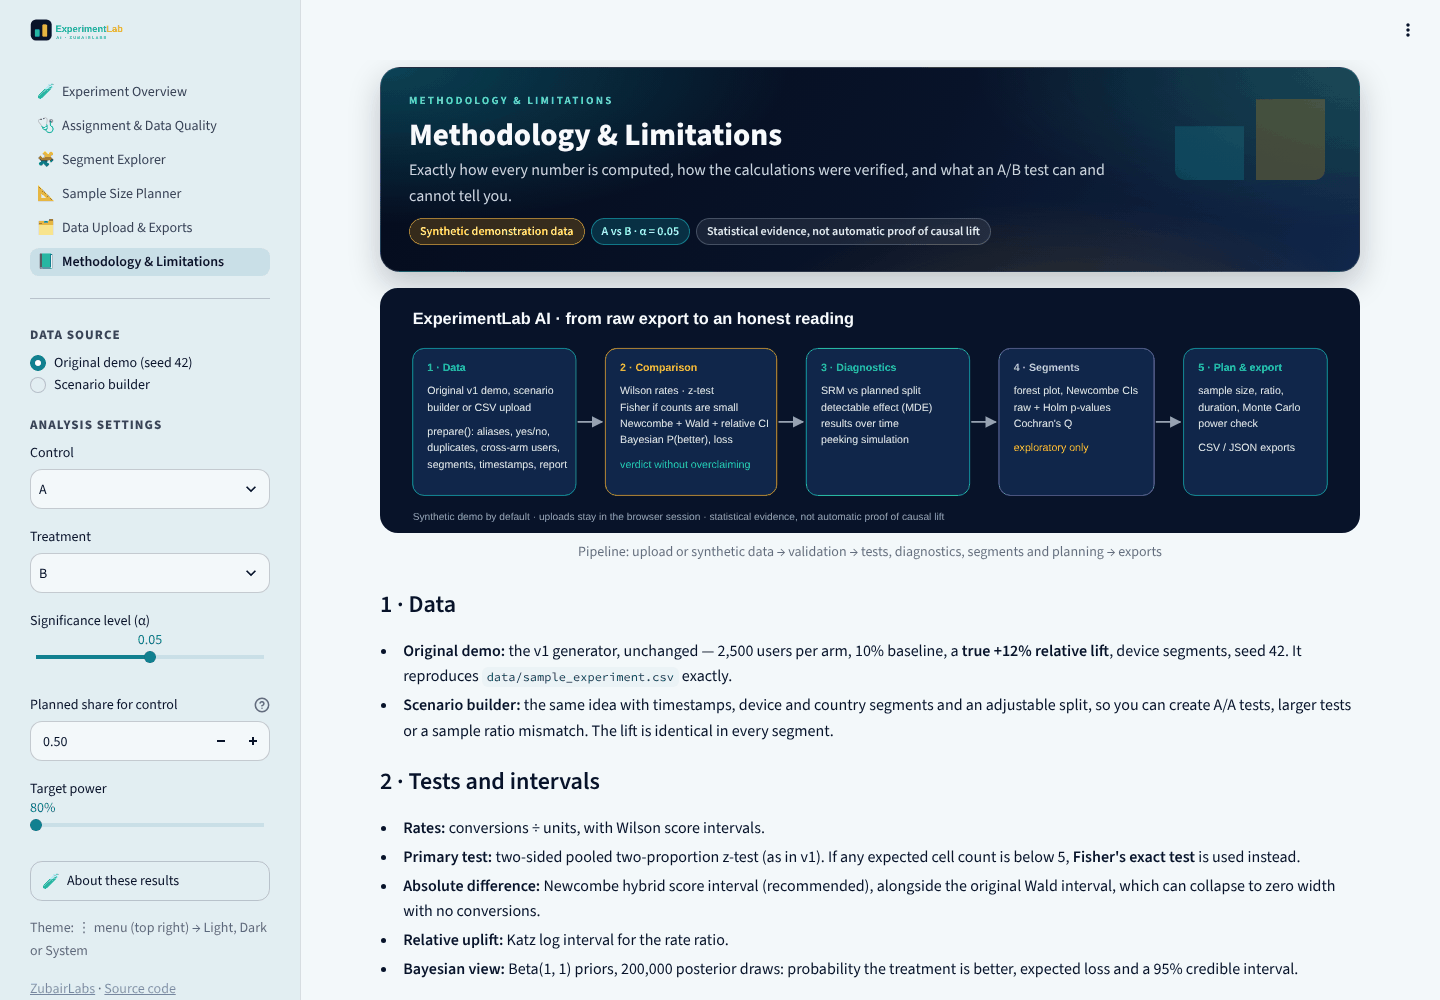 ExperimentLab
AI · ZUBAIRLABS
Experiment Overview
Assignment & Data Quality
Segment Explorer
Sample Size Planner
Data Upload & Exports
Methodology & Limitations
DATA SOURCE
Original demo (seed 42)
Scenario builder
ANALYSIS SETTINGS
Control
A
Treatment
B
Significance level (α)
0.05
Planned share for control
0.50
Target power
80%
About these results
Theme: ⋮ menu (top right) → Light, Dark
or System
ZubairLabs · Source code
METHODOLOGY & LIMITATIONS
Methodology & Limitations
Exactly how every number is computed, how the calculations were verified, and what an A/B test can and
cannot tell you.
Synthetic demonstration data
A vs B · α = 0.05
Statistical evidence, not automatic proof of causal lift
ExperimentLab AI · from raw export to an honest reading
1 · Data
Original v1 demo, scenario
builder or CSV upload
prepare(): aliases, yes/no,
duplicates, cross-arm users,
segments, timestamps, report
2 · Comparison
Wilson rates · z-test
Fisher if counts are small
Newcombe + Wald + relative CI
Bayesian P(better), loss
verdict without overclaiming
3 · Diagnostics
SRM vs planned split
detectable effect (MDE)
results over time
peeking simulation
4 · Segments
forest plot, Newcombe CIs
raw + Holm p-values
Cochran's Q
exploratory only
5 · Plan & export
sample size, ratio,
duration, Monte Carlo
power check
CSV / JSON exports
Synthetic demo by default · uploads stay in the browser session · statistical evidence, not automatic proof of causal lift
Pipeline: upload or synthetic data → validation → tests, diagnostics, segments and planning → exports
1 · Data
• Original demo: the v1 generator, unchanged — 2,500 users per arm, 10% baseline, a true +12% relative lift, device segments, seed 42. It
reproduces data/sample_experiment.csv exactly.
• Scenario builder: the same idea with timestamps, device and country segments and an adjustable split, so you can create A/A tests, larger tests
or a sample ratio mismatch. The lift is identical in every segment.
2 · Tests and intervals
• Rates: conversions ÷ units, with Wilson score intervals.
• Primary test: two-sided pooled two-proportion z-test (as in v1). If any expected cell count is below 5, Fisher's exact test is used instead.
• Absolute difference: Newcombe hybrid score interval (recommended), alongside the original Wald interval, which can collapse to zero width
with no conversions.
• Relative uplift: Katz log interval for the rate ratio.
• Bayesian view: Beta(1, 1) priors, 200,000 posterior draws: probability the treatment is better, expected loss and a 95% credible interval.